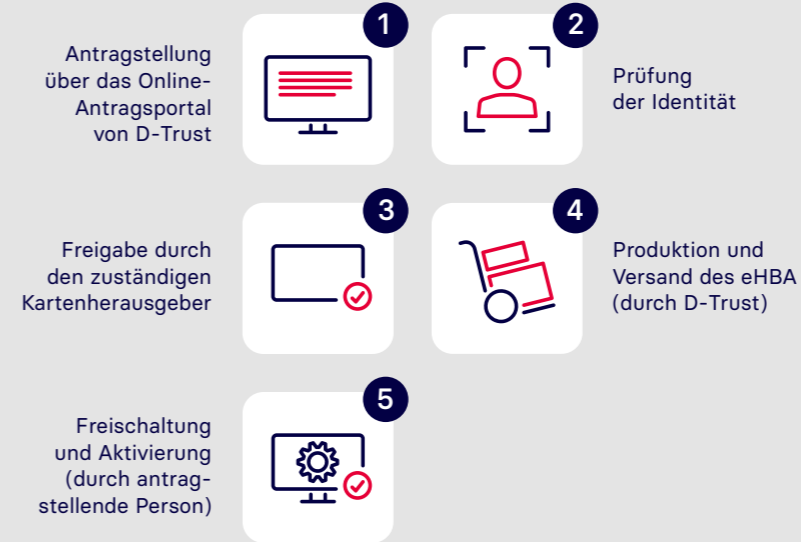 1
Antragstellung
über das Online-
Antragsportal
von D-Trust
2
Prüfung
der Identität
3
Freigabe durch
den zuständigen
Kartenherausgeber
4
Produktion und
Versand des eHBA
(durch D-Trust)
5
Freischaltung
und Aktivierung
(durch antrag-
stellende Person)